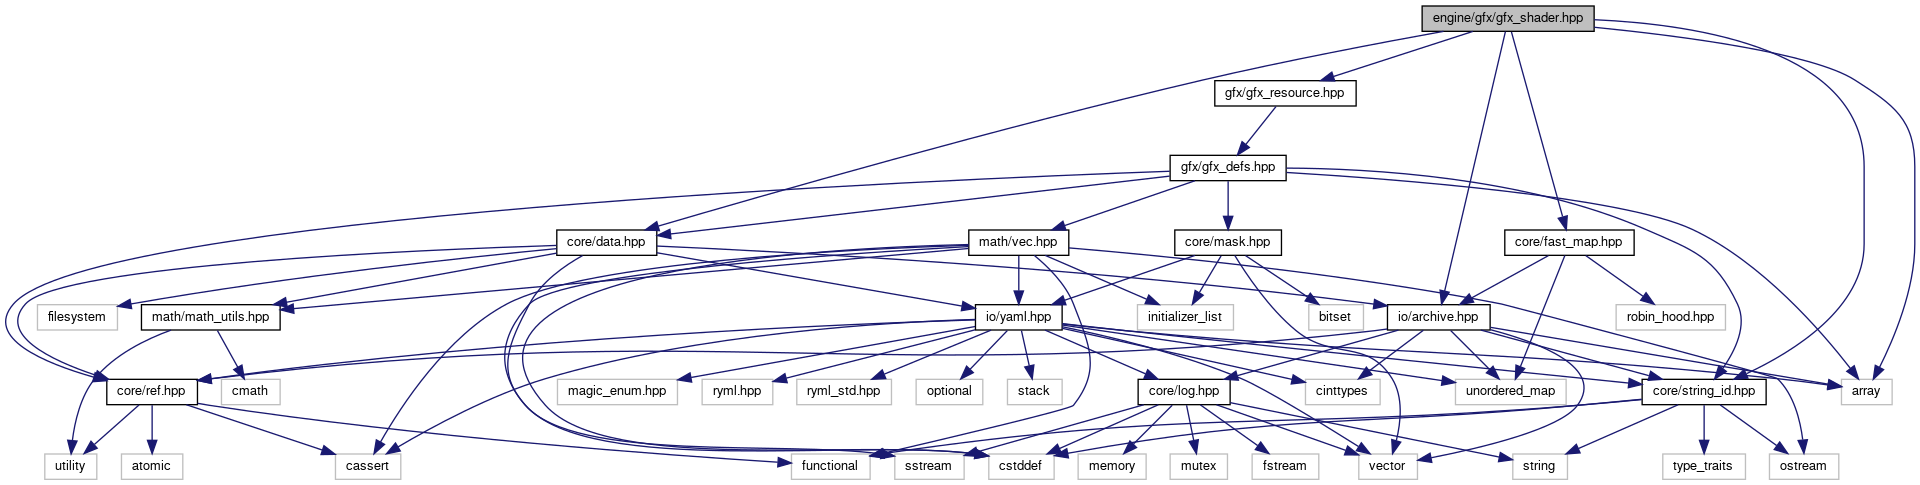 engine/gfx/gfx_shader.hpp
gfx/gfx_resource.hpp
gfx/gfx_defs.hpp
core/data.hpp
math/vec.hpp
core/mask.hpp
core/fast_map.hpp
filesystem
math/math_utils.hpp
io/yaml.hpp
initializer_list
bitset
io/archive.hpp
robin_hood.hpp
core/ref.hpp
cmath
magic_enum.hpp
ryml.hpp
ryml_std.hpp
optional
stack
core/log.hpp
cinttypes
unordered_map
core/string_id.hpp
array
utility
atomic
cassert
functional
sstream
cstddef
memory
mutex
fstream
vector
string
type_traits
ostream